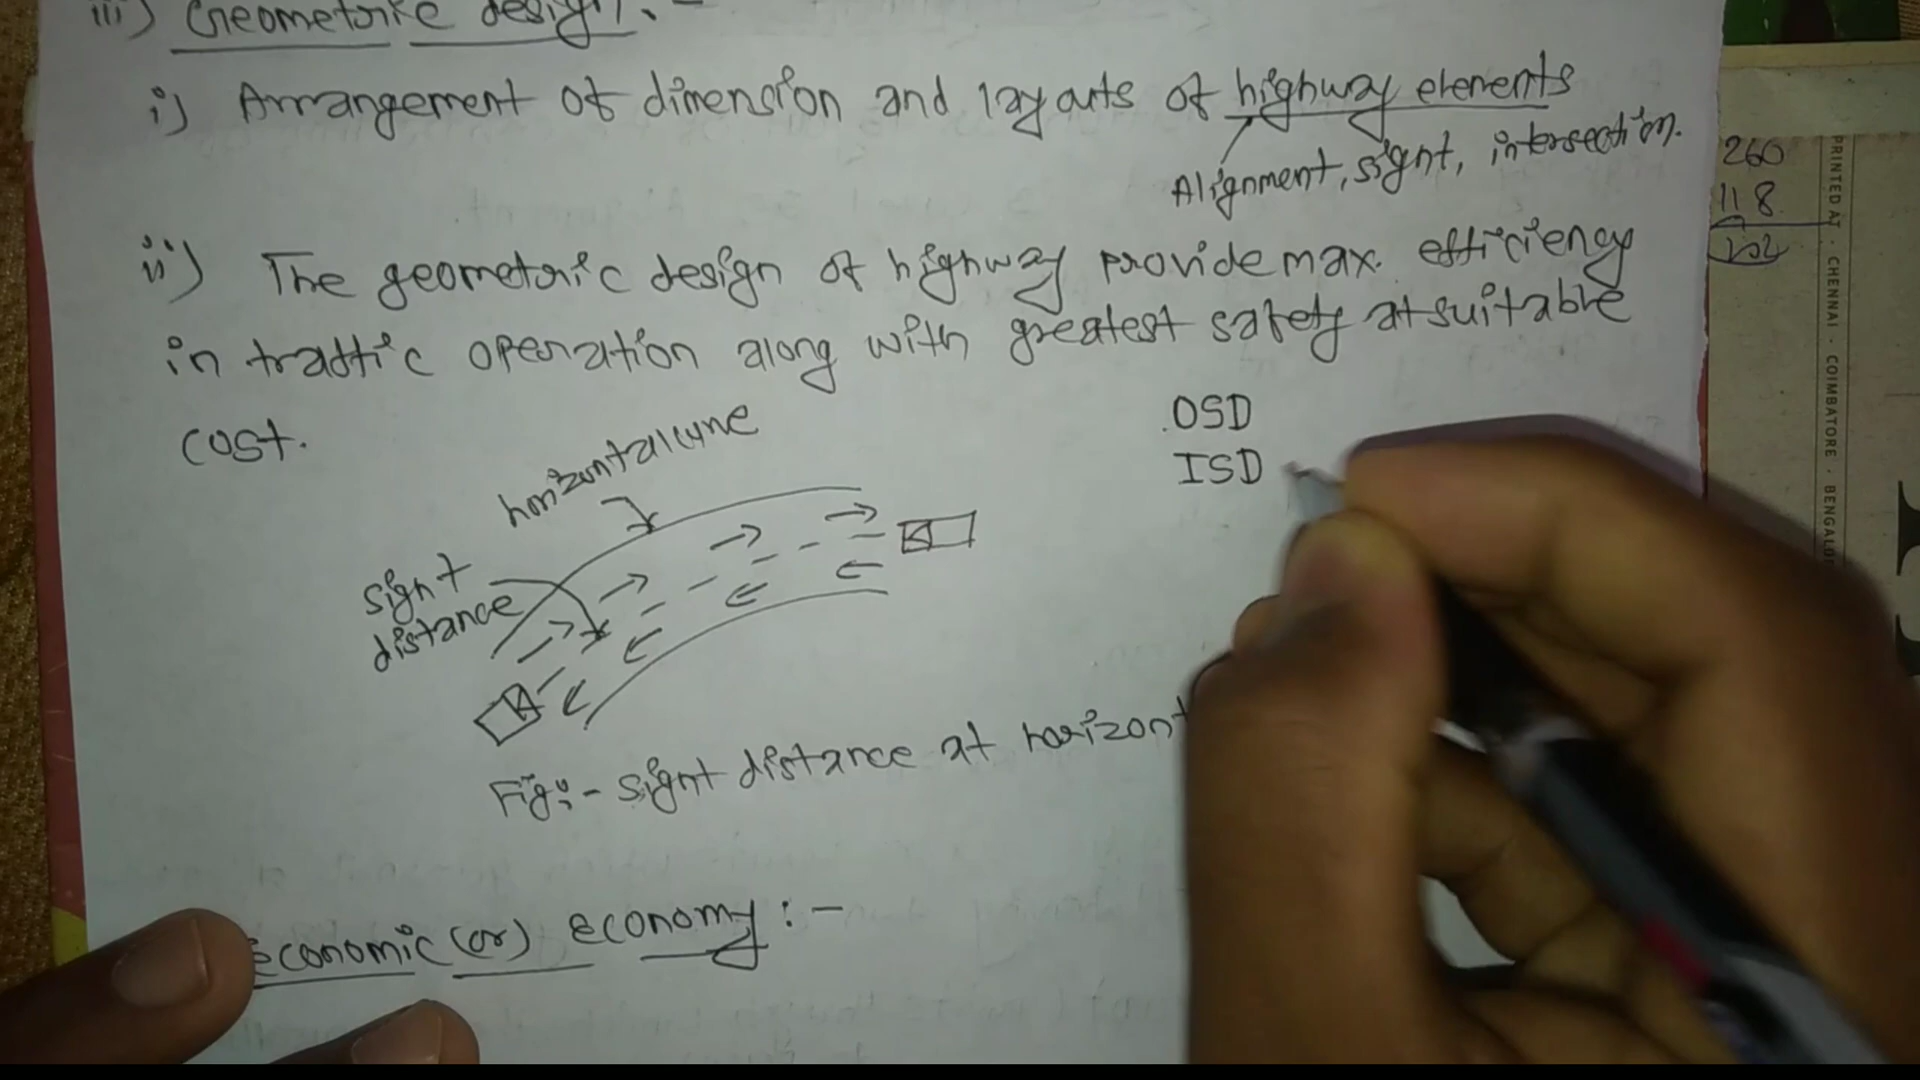 iii) Geometric design :-
i) Arrangement of dimension and layouts of highway elements
Alignment, sight, intersection.
ii) The geometric design of highway provide max. efficiency
in traffic operation along with greatest safety at suitable
cost.
OSD
ISD
horizontal curve
sight
distance
Fig:- sight distance at horizont
economic (or) economy :-
260
118
PRINTED AT . CHENNAI . COIMBATORE . BENGALU